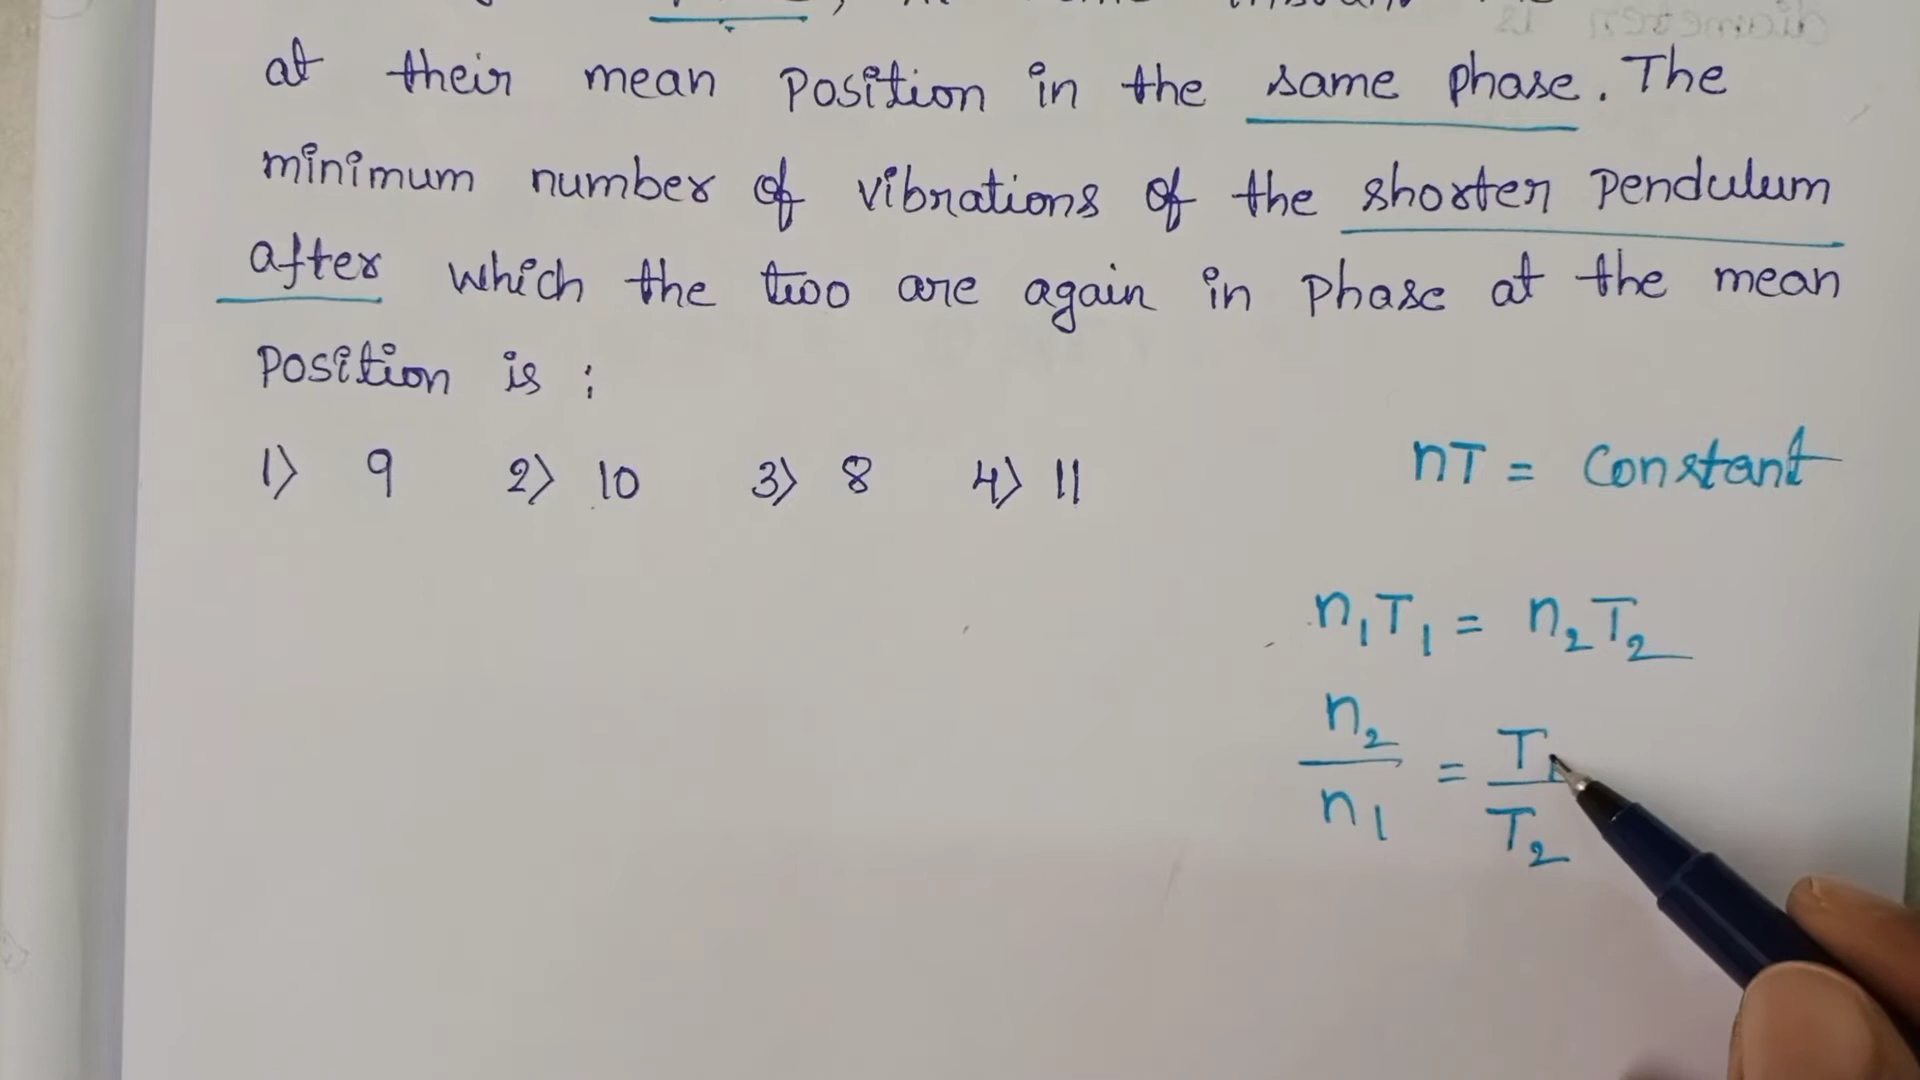 at their mean position in the same phase. The
minimum number of vibrations of the shorter pendulum
after which the two are again in phase at the mean
position is :
1) 9 2) 10 3) 8 4) 11
nT = Constant
n₁T₁ = n₂T₂
n₂/n₁ = T₁/T₂